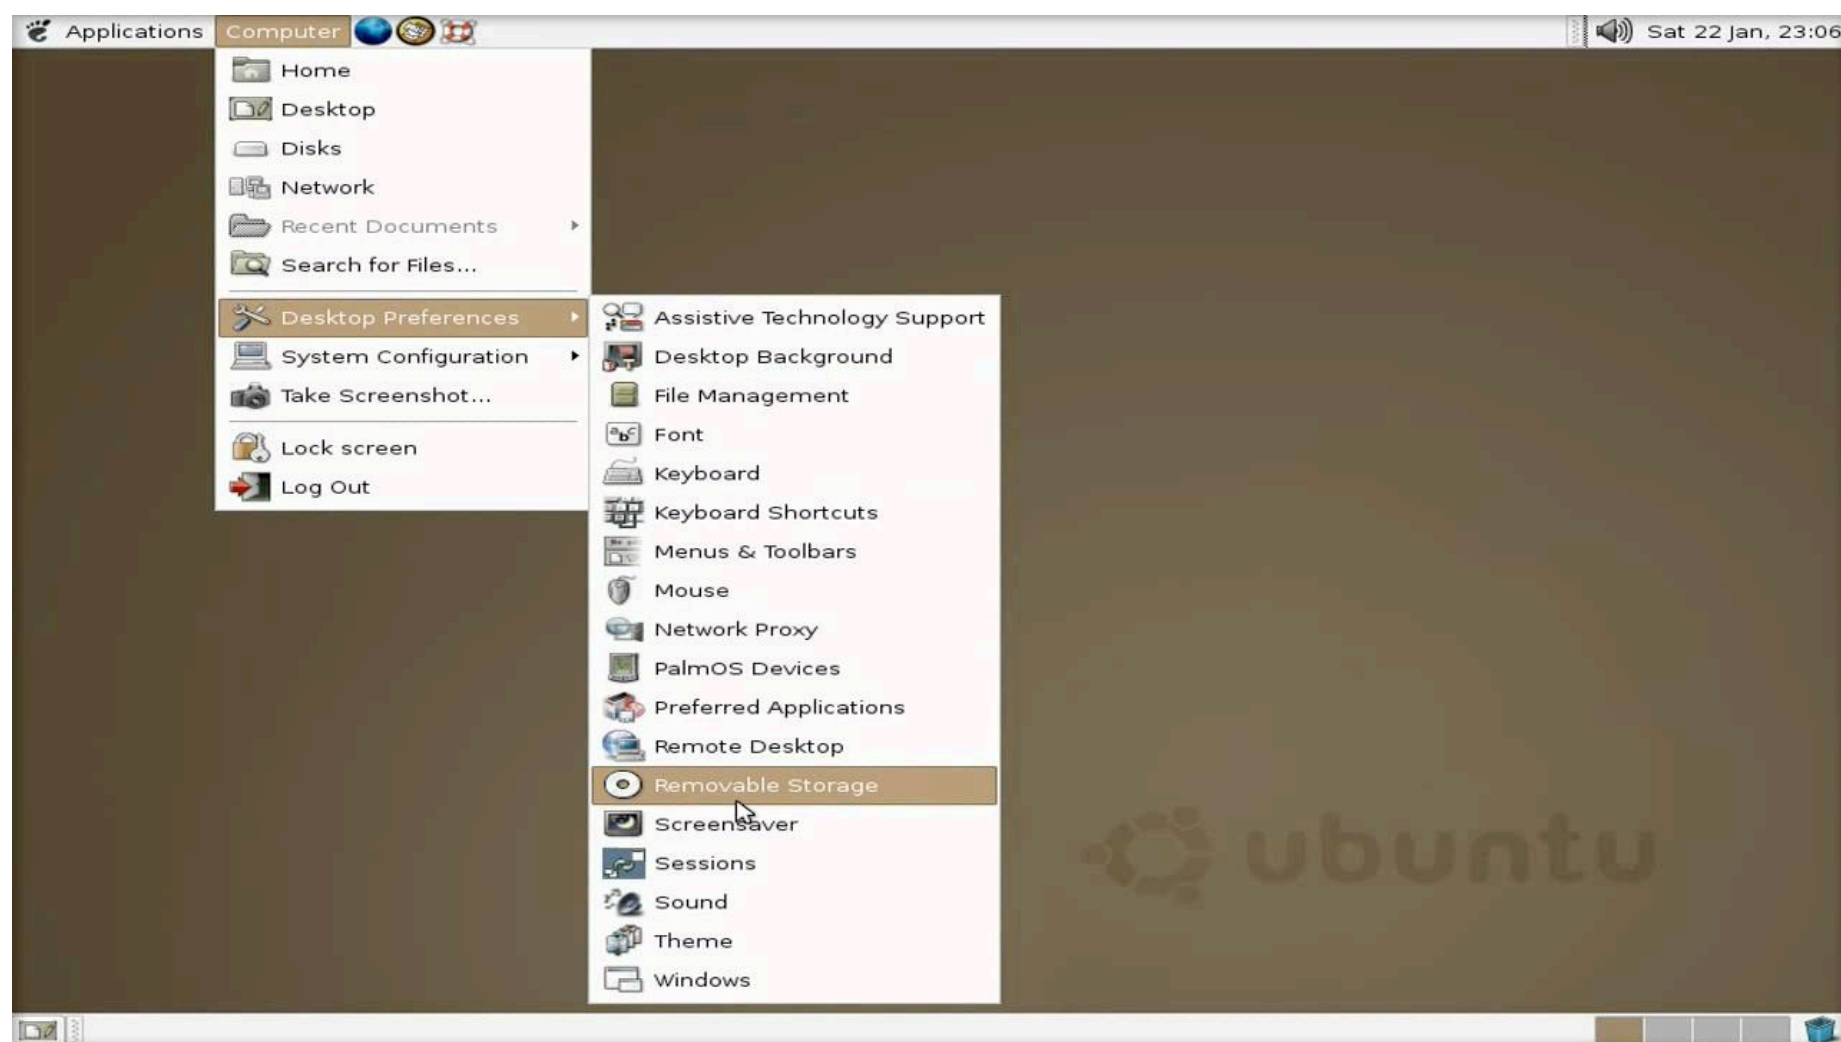 Applications Computer Sat 22 Jan, 23:06
Home
Desktop
Disks
Network
Recent Documents
Search for Files...
Desktop Preferences
System Configuration
Take Screenshot...
Lock screen
Log Out
Assistive Technology Support
Desktop Background
File Management
Font
Keyboard
Keyboard Shortcuts
Menus & Toolbars
Mouse
Network Proxy
PalmOS Devices
Preferred Applications
Remote Desktop
Removable Storage
Screensaver
Sessions
Sound
Theme
Windows
ubuntu